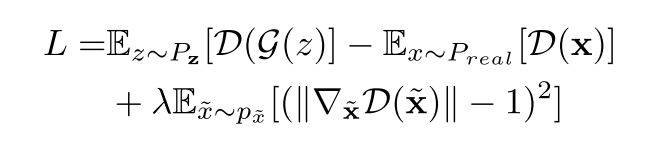 L =𝔼_{z∼P_𝐳}[𝒟(𝒢(z)] − 𝔼_{x∼P_{real}}[𝒟(𝐱)]
+ λ𝔼_{x̃∼p_{x̃}}[(‖∇_{𝐱̃}𝒟(𝐱̃)‖ − 1)^2]